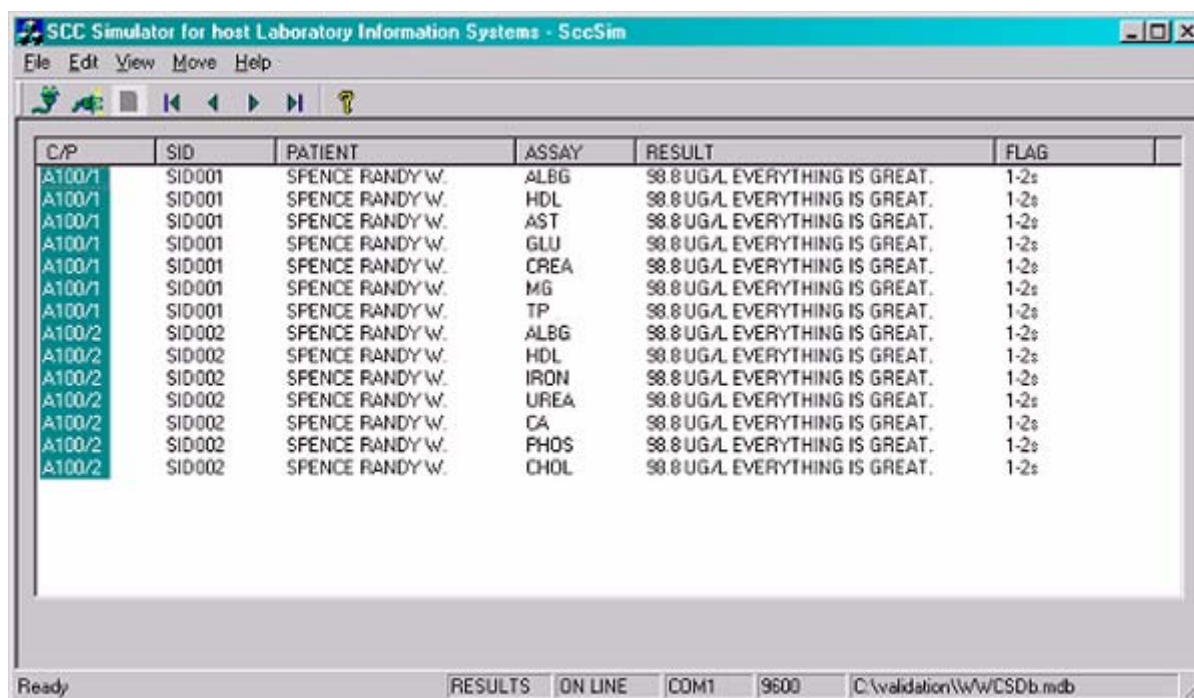 SCC Simulator for host Laboratory Information Systems - SccSim
File Edit View Move Help
C/P SID PATIENT ASSAY RESULT FLAG
A100/1 SID001 SPENCE RANDY W. ALBG 98.8 UG/L EVERYTHING IS GREAT. 1-2s
A100/1 SID001 SPENCE RANDY W. HDL 98.8 UG/L EVERYTHING IS GREAT. 1-2s
A100/1 SID001 SPENCE RANDY W. AST 98.8 UG/L EVERYTHING IS GREAT. 1-2s
A100/1 SID001 SPENCE RANDY W. GLU 98.8 UG/L EVERYTHING IS GREAT. 1-2s
A100/1 SID001 SPENCE RANDY W. CREA 98.8 UG/L EVERYTHING IS GREAT. 1-2s
A100/1 SID001 SPENCE RANDY W. MG 98.8 UG/L EVERYTHING IS GREAT. 1-2s
A100/1 SID001 SPENCE RANDY W. TP 98.8 UG/L EVERYTHING IS GREAT. 1-2s
A100/2 SID002 SPENCE RANDY W. ALBG 98.8 UG/L EVERYTHING IS GREAT. 1-2s
A100/2 SID002 SPENCE RANDY W. HDL 98.8 UG/L EVERYTHING IS GREAT. 1-2s
A100/2 SID002 SPENCE RANDY W. IRON 98.8 UG/L EVERYTHING IS GREAT. 1-2s
A100/2 SID002 SPENCE RANDY W. UREA 98.8 UG/L EVERYTHING IS GREAT. 1-2s
A100/2 SID002 SPENCE RANDY W. CA 98.8 UG/L EVERYTHING IS GREAT. 1-2s
A100/2 SID002 SPENCE RANDY W. PHOS 98.8 UG/L EVERYTHING IS GREAT. 1-2s
A100/2 SID002 SPENCE RANDY W. CHOL 98.8 UG/L EVERYTHING IS GREAT. 1-2s
Ready RESULTS ON LINE COM1 9600 C:\validation\WWCSDb.mdb